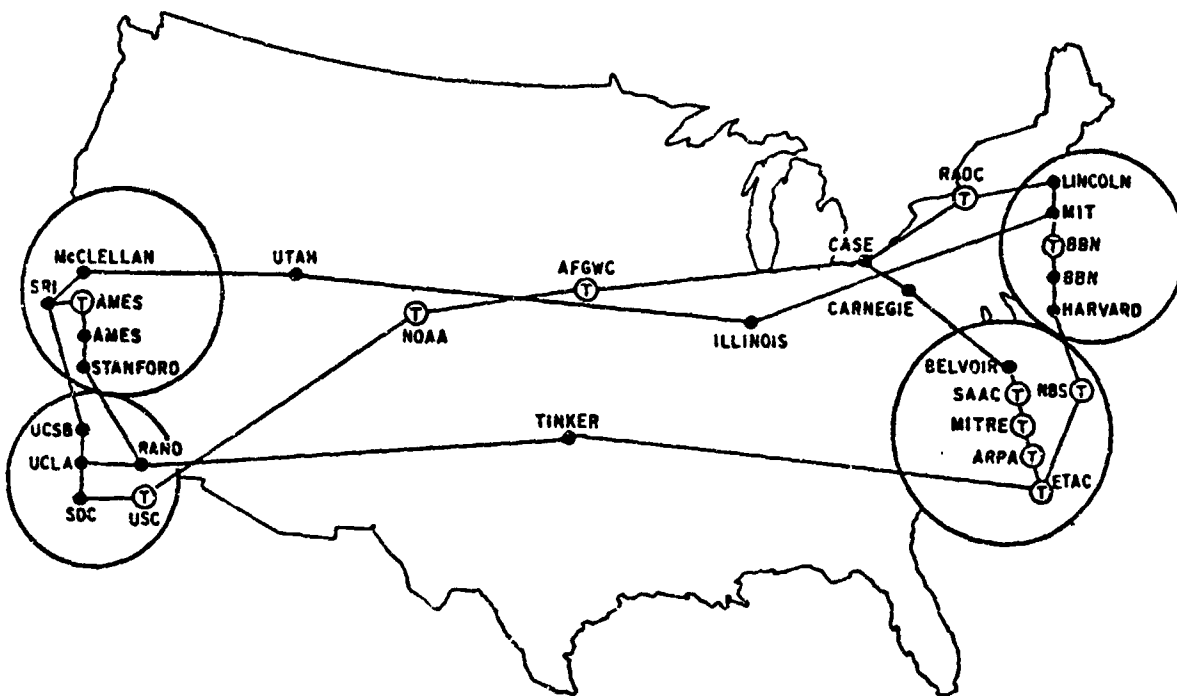 RADC
LINCOLN
MIT
T
T BBN
CASE
BBN
McCLELLAN
UTAH
AFGWC
T
SRI
T AMES
HARVARD
T
NOAA
CARNEGIE
AMES
ILLINOIS
STANFORD
BELVOIR
SAAC T
NBS T
TINKER
UCSB
RAND
MITRE T
UCLA
ARPA T
T ETAC
SDC
T
USC